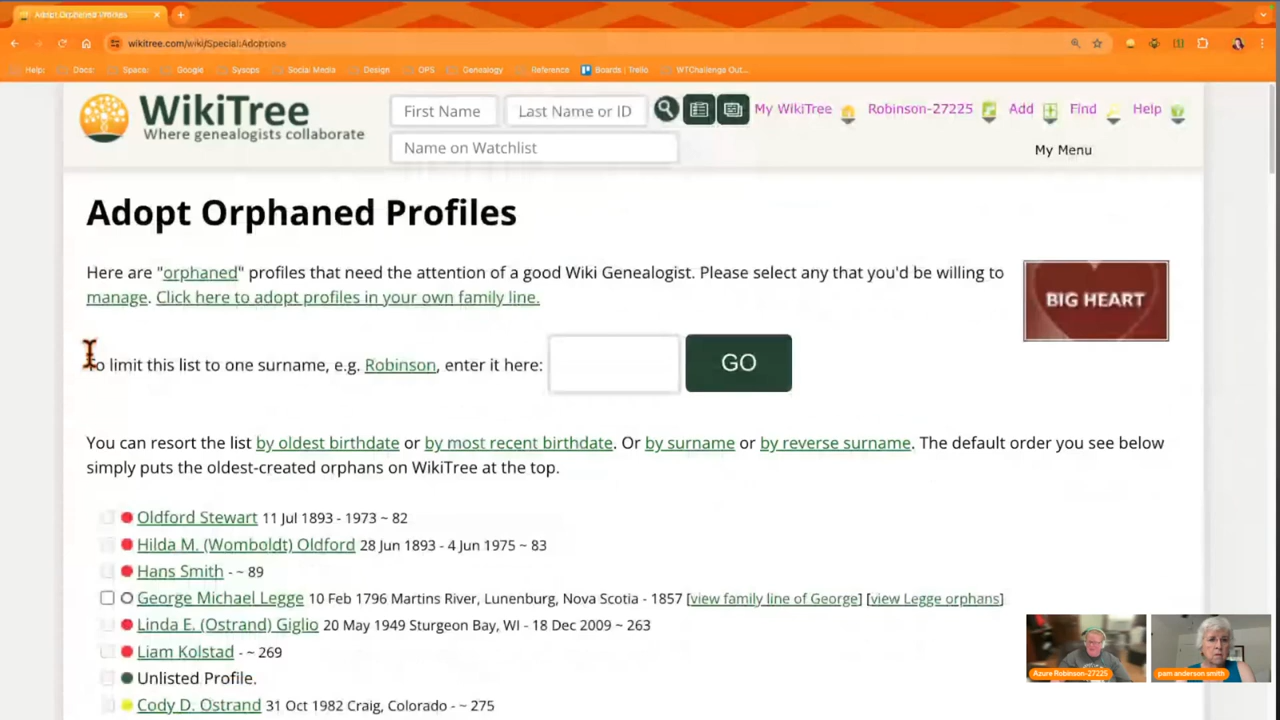 Adopt Orphaned Profiles
wikitree.com/wiki/Special:Adoptions
Help:
Docs:
Space:
Google
Sysops
Social Media
Design
OPS
Genealogy
Reference
Boards | Trello
WTChallenge Out...
WikiTree
Where genealogists collaborate
First Name
Last Name or ID
Name on Watchlist
My WikiTree
Robinson-27225
Add
Find
Help
My Menu
Adopt Orphaned Profiles
Here are "orphaned" profiles that need the attention of a good Wiki Genealogist. Please select any that you'd be willing to
manage. Click here to adopt profiles in your own family line.
BIG HEART
To limit this list to one surname, e.g. Robinson, enter it here:
GO
You can resort the list by oldest birthdate or by most recent birthdate. Or by surname or by reverse surname. The default order you see below
simply puts the oldest-created orphans on WikiTree at the top.
Oldford Stewart 11 Jul 1893 - 1973 ~ 82
Hilda M. (Womboldt) Oldford 28 Jun 1893 - 4 Jun 1975 ~ 83
Hans Smith - ~ 89
George Michael Legge 10 Feb 1796 Martins River, Lunenburg, Nova Scotia - 1857 [view family line of George] [view Legge orphans]
Linda E. (Ostrand) Giglio 20 May 1949 Sturgeon Bay, WI - 18 Dec 2009 ~ 263
Liam Kolstad - ~ 269
Unlisted Profile.
Cody D. Ostrand 31 Oct 1982 Craig, Colorado - ~ 275
Azure Robinson-27225
pam anderson smith